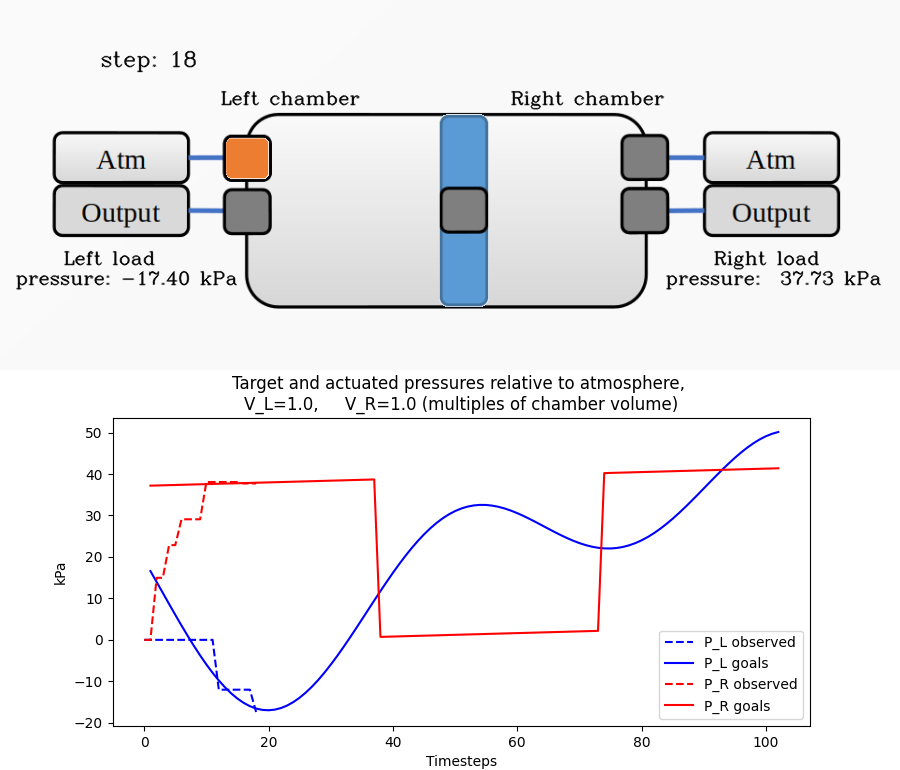 step: 18
Left chamber
Right chamber
Atm
Atm
Output
Output
Left load
pressure: −17.40 kPa
Right load
pressure: 37.73 kPa
Target and actuated pressures relative to atmosphere,
V_L=1.0, V_R=1.0 (multiples of chamber volume)
kPa
50
40
30
20
10
0
−10
−20
P_L observed
P_L goals
P_R observed
P_R goals
0 20 40 60 80 100
Timesteps